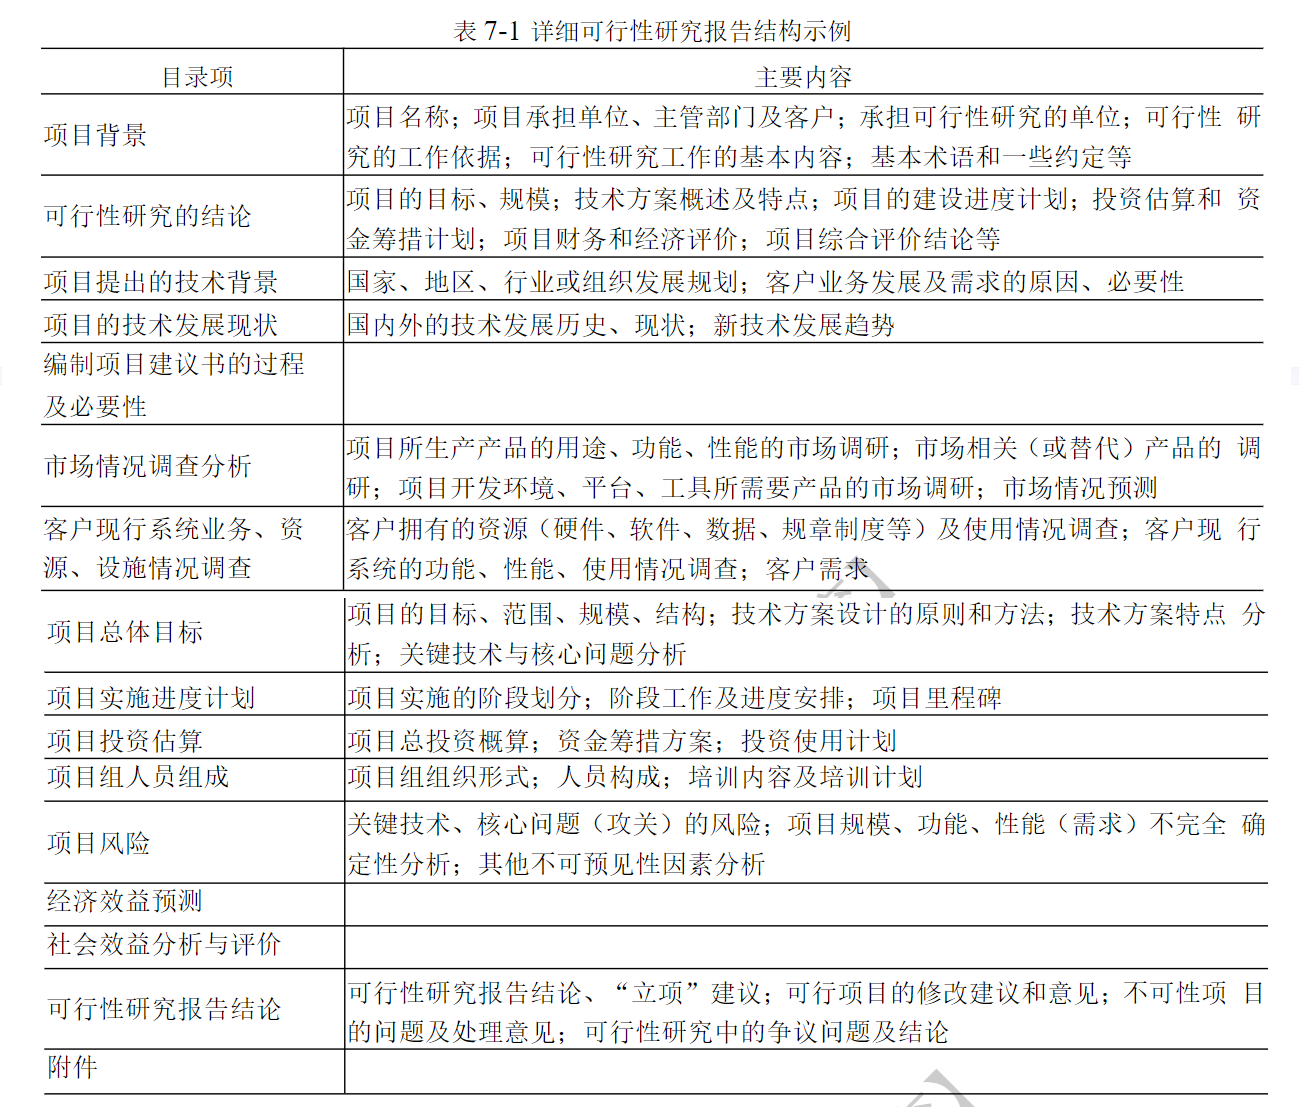 表 7-1 详细可行性研究报告结构示例
目录项
主要内容
项目背景
项目名称；项目承担单位、主管部门及客户；承担可行性研究的单位；可行性 研
究的工作依据；可行性研究工作的基本内容；基本术语和一些约定等
可行性研究的结论
项目的目标、规模；技术方案概述及特点；项目的建设进度计划；投资估算和 资
金筹措计划；项目财务和经济评价；项目综合评价结论等
项目提出的技术背景
国家、地区、行业或组织发展规划；客户业务发展及需求的原因、必要性
项目的技术发展现状
国内外的技术发展历史、现状；新技术发展趋势
编制项目建议书的过程
及必要性
市场情况调查分析
项目所生产产品的用途、功能、性能的市场调研；市场相关（或替代）产品的 调
研；项目开发环境、平台、工具所需要产品的市场调研；市场情况预测
客户现行系统业务、资
源、设施情况调查
客户拥有的资源（硬件、软件、数据、规章制度等）及使用情况调查；客户现 行
系统的功能、性能、使用情况调查；客户需求
项目总体目标
项目的目标、范围、规模、结构；技术方案设计的原则和方法；技术方案特点 分
析；关键技术与核心问题分析
项目实施进度计划
项目实施的阶段划分；阶段工作及进度安排；项目里程碑
项目投资估算
项目总投资概算；资金筹措方案；投资使用计划
项目组人员组成
项目组组织形式；人员构成；培训内容及培训计划
项目风险
关键技术、核心问题（攻关）的风险；项目规模、功能、性能（需求）不完全 确
定性分析；其他不可预见性因素分析
经济效益预测
社会效益分析与评价
可行性研究报告结论
可行性研究报告结论、“立项”建议；可行项目的修改建议和意见；不可性项 目
的问题及处理意见；可行性研究中的争议问题及结论
附件